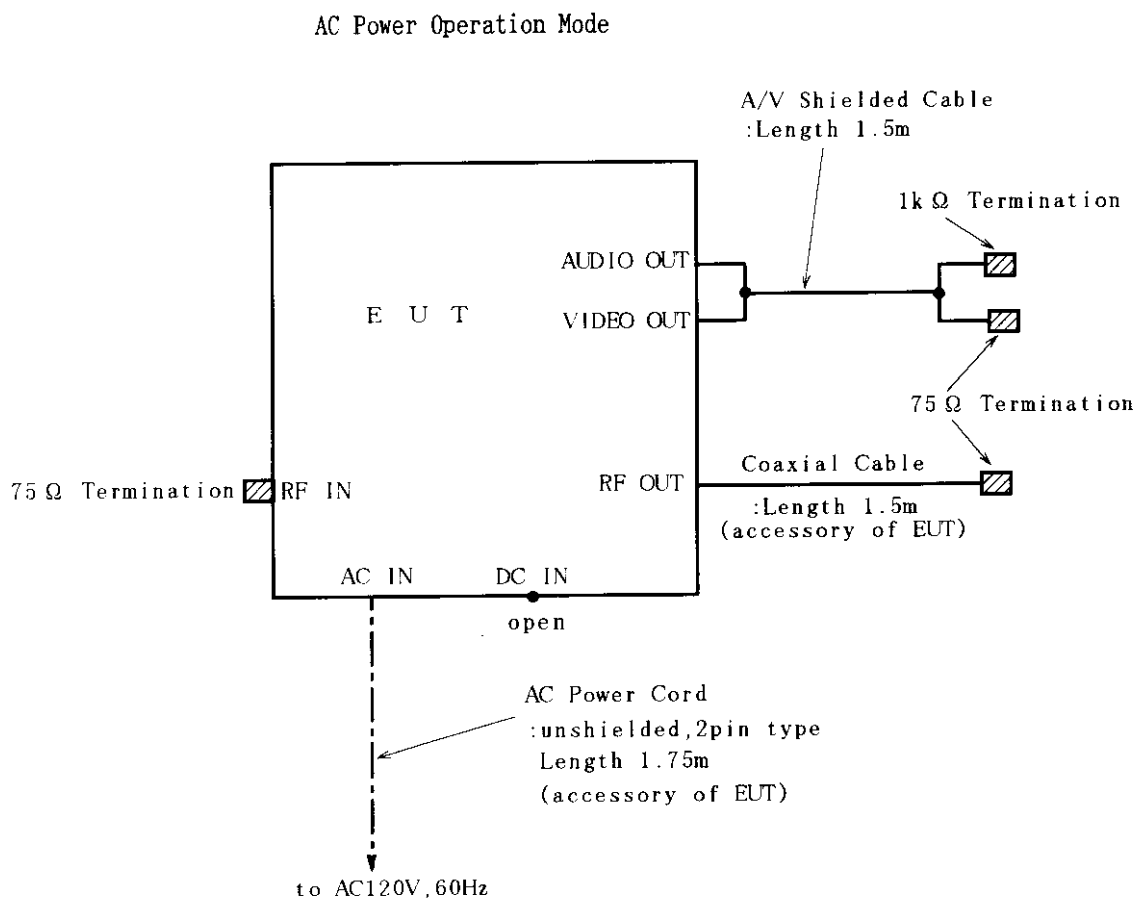 AC Power Operation Mode
A/V Shielded Cable
:Length 1.5m
1kΩ Termination
AUDIO OUT
E U T
VIDEO OUT
75Ω Termination
75Ω Termination
RF IN
RF OUT
Coaxial Cable
:Length 1.5m
(accessory of EUT)
AC IN
DC IN
open
AC Power Cord
:unshielded,2pin type
Length 1.75m
(accessory of EUT)
to AC120V,60Hz